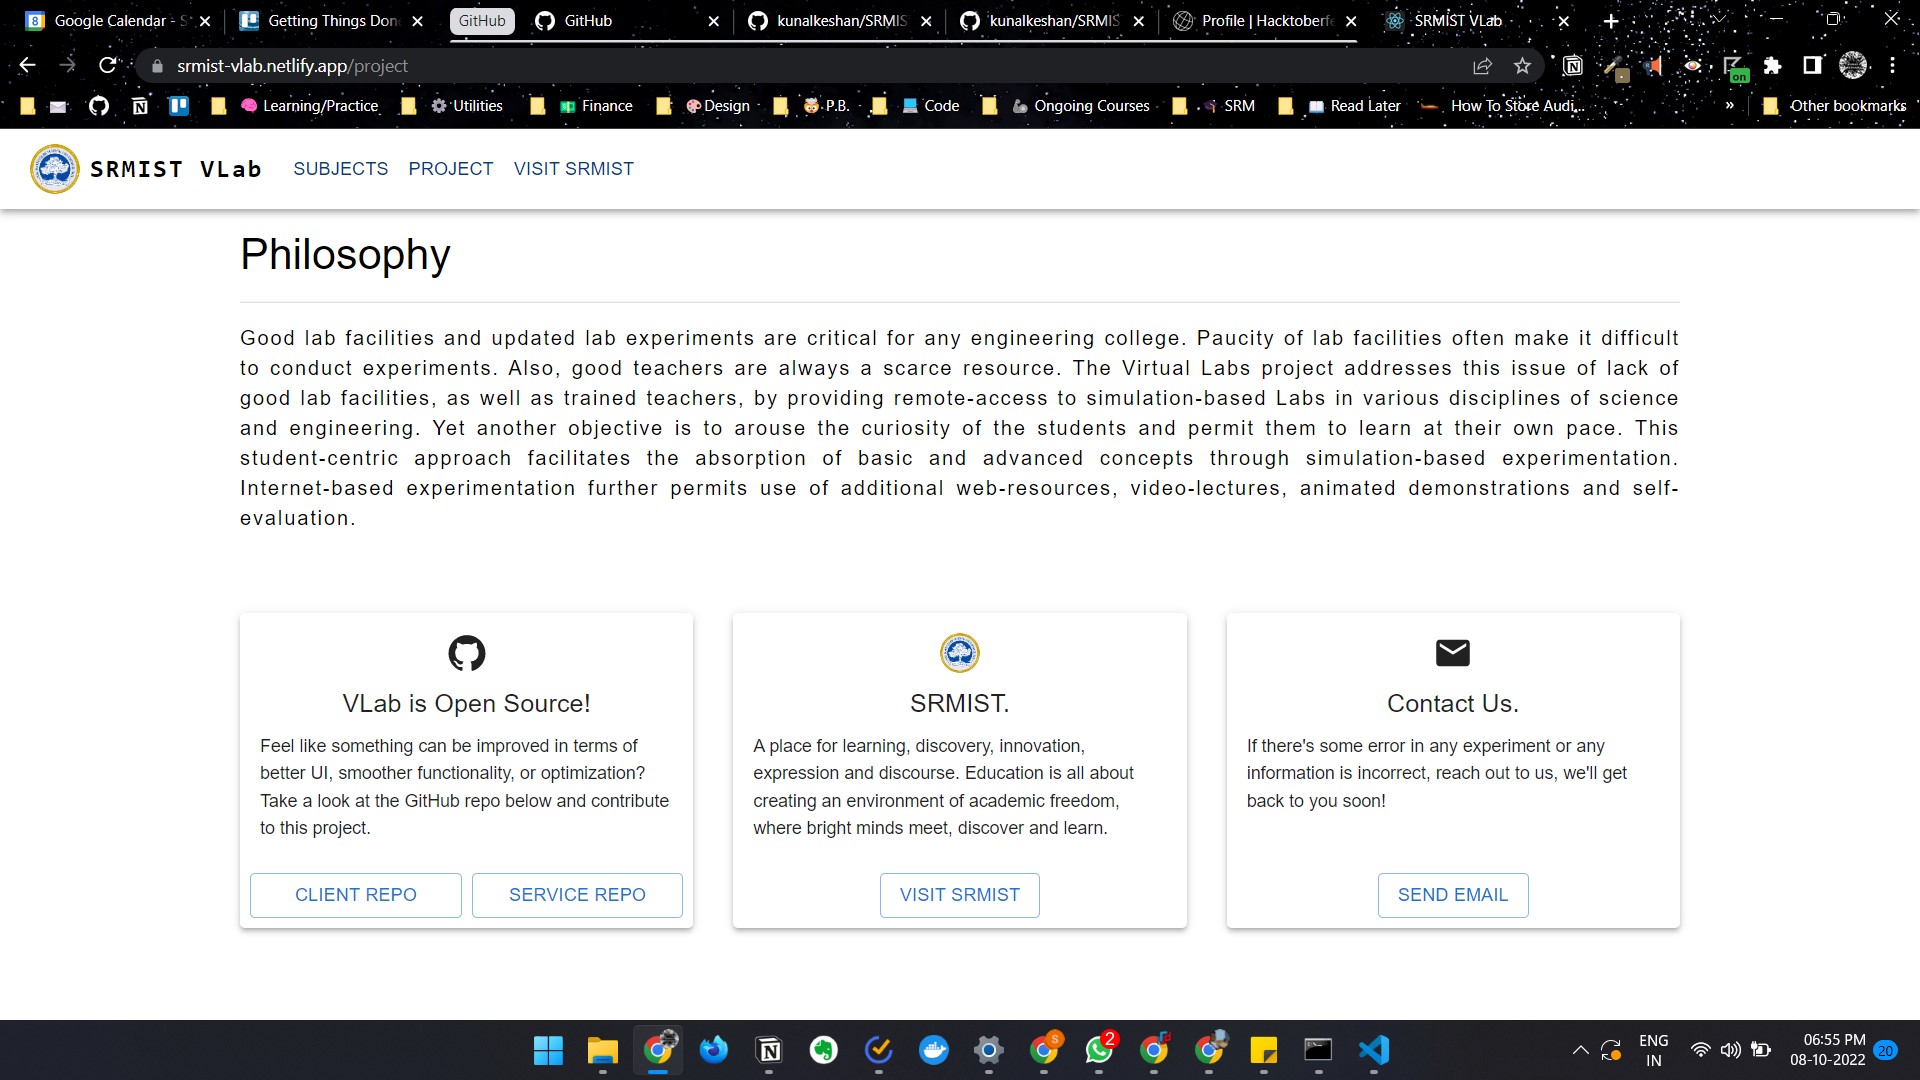 Google Calendar - S
Getting Things Done
GitHub
GitHub
kunalkeshan/SRMIS
kunalkeshan/SRMIS
Profile | Hacktoberfe
SRMIST VLab
srmist-vlab.netlify.app/project
on
Learning/Practice
Utilities
Finance
Design
P.B.
Code
Ongoing Courses
SRM
Read Later
How To Store Audi...
»
Other bookmarks
SRMIST VLab
SUBJECTS
PROJECT
VISIT SRMIST
Philosophy
Good lab facilities and updated lab experiments are critical for any engineering college. Paucity of lab facilities often make it difficult
to conduct experiments. Also, good teachers are always a scarce resource. The Virtual Labs project addresses this issue of lack of
good lab facilities, as well as trained teachers, by providing remote-access to simulation-based Labs in various disciplines of science
and engineering. Yet another objective is to arouse the curiosity of the students and permit them to learn at their own pace. This
student-centric approach facilitates the absorption of basic and advanced concepts through simulation-based experimentation.
Internet-based experimentation further permits use of additional web-resources, video-lectures, animated demonstrations and self-
evaluation.
VLab is Open Source!
Feel like something can be improved in terms of
better UI, smoother functionality, or optimization?
Take a look at the GitHub repo below and contribute
to this project.
CLIENT REPO
SERVICE REPO
SRMIST.
A place for learning, discovery, innovation,
expression and discourse. Education is all about
creating an environment of academic freedom,
where bright minds meet, discover and learn.
VISIT SRMIST
Contact Us.
If there's some error in any experiment or any
information is incorrect, reach out to us, we'll get
back to you soon!
SEND EMAIL
S
2
ENG
IN
06:55 PM
08-10-2022
20